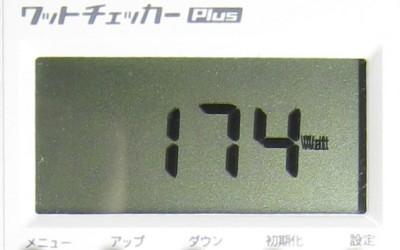 ワットチェッカー Plus
174 Watt
メニュー アップ ダウン 初期化 設定